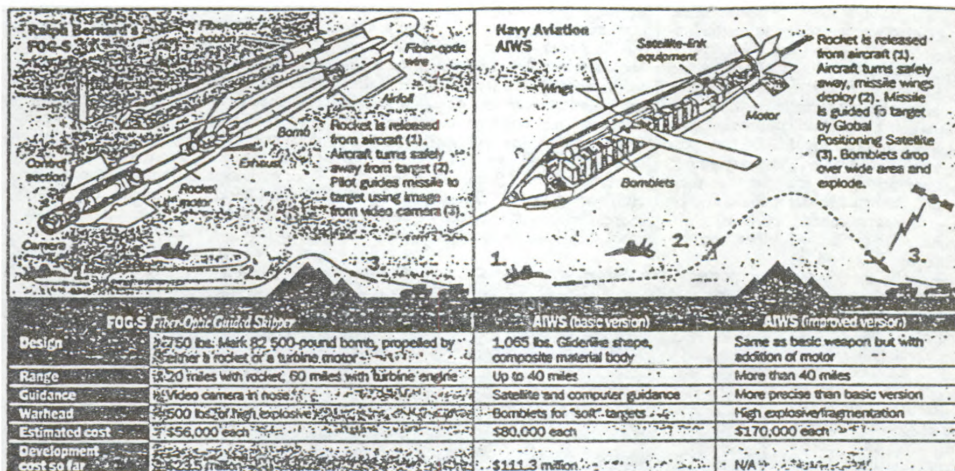 Ralph Bernard's
FOG-S
Fiber-optic
wire
Airfoil
Bomb
Exhaust
Rocket
motor
Control
section
Camera
Rocket is released
from aircraft (1).
Aircraft turns safely
away from target (2).
Pilot guides missile to
target using image
from video camera (3).
3.
Navy Aviation
AIWS
Satellite-link
equipment
Wings
Motor
Bomblets
Rocket is released
from aircraft (1).
Aircraft turns safely
away, missile wings
deploy (2). Missile
is guided to target
by Global
Positioning Satellite
(3). Bomblets drop
over wide area and
explode.
1.
2.
3.
FOG-S Fiber-Optic Guided Skipper
AIWS (basic version)
AIWS (improved version)
Design
750 lbs. Mark 82 500-pound bomb, propelled by
either a rocket or a turbine motor
1,065 lbs. Gliderlike shape,
composite material body
Same as basic weapon but with
addition of motor
Range
20 miles with rocket, 60 miles with turbine engine
Up to 40 miles
More than 40 miles
Guidance
Video camera in nose
Satellite and computer guidance
More precise than basic version
Warhead
500 lbs. of high explosive
Bomblets for "soft" targets
High explosive/fragmentation
Estimated cost
$56,000 each
$80,000 each
$170,000 each
Development
cost so far
$111.3 million
N/A